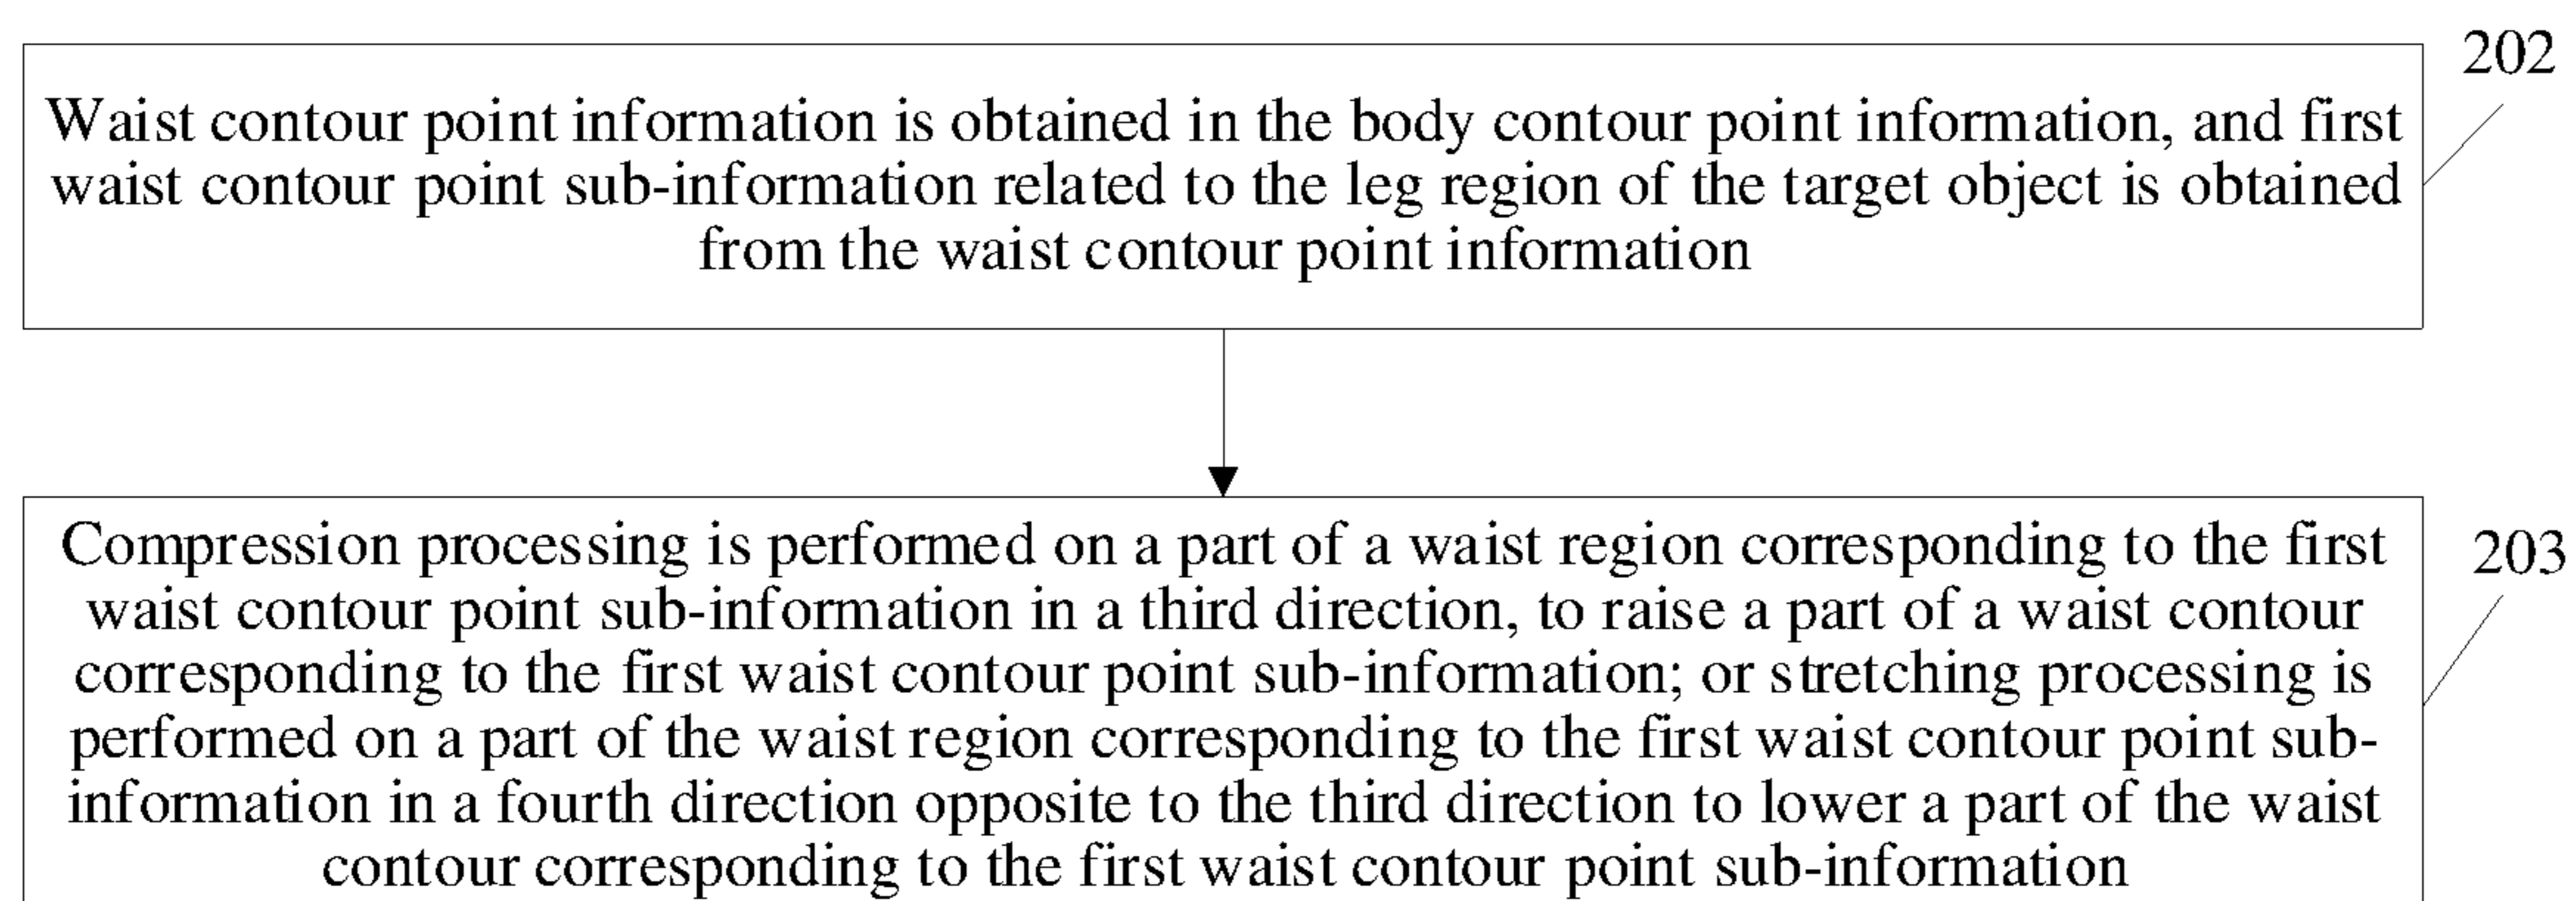 202
Waist contour point information is obtained in the body contour point information, and first
waist contour point sub-information related to the leg region of the target object is obtained
from the waist contour point information
203
Compression processing is performed on a part of a waist region corresponding to the first
waist contour point sub-information in a third direction, to raise a part of a waist contour
corresponding to the first waist contour point sub-information; or stretching processing is
performed on a part of the waist region corresponding to the first waist contour point sub-
information in a fourth direction opposite to the third direction to lower a part of the waist
contour corresponding to the first waist contour point sub-information